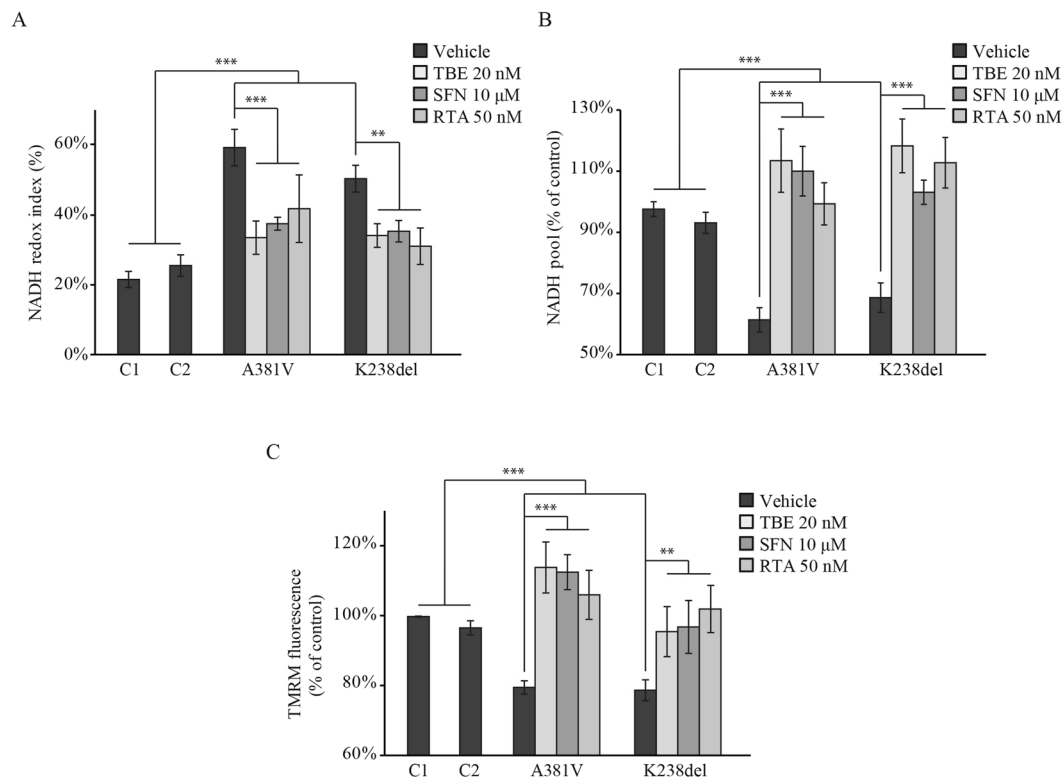 A
Vehicle
TBE 20 nM
SFN 10 μM
RTA 50 nM
***
***
**
NADH redox index (%)
60%
40%
20%
0%
C1 C2 A381V K238del
B
Vehicle
TBE 20 nM
SFN 10 μM
RTA 50 nM
***
***
***
NADH pool (% of control)
130%
110%
90%
70%
50%
C1 C2 A381V K238del
C
Vehicle
TBE 20 nM
SFN 10 μM
RTA 50 nM
***
***
**
TMRM fluorescence
(% of control)
120%
100%
80%
60%
C1 C2 A381V K238del